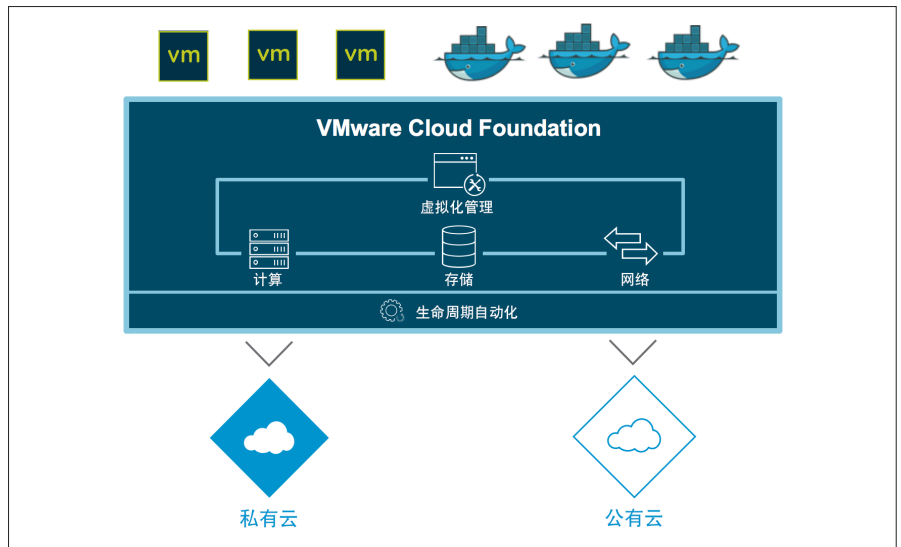 vm vm vm
VMware Cloud Foundation
虚拟化管理
计算 存储 网络
生命周期自动化
私有云 公有云